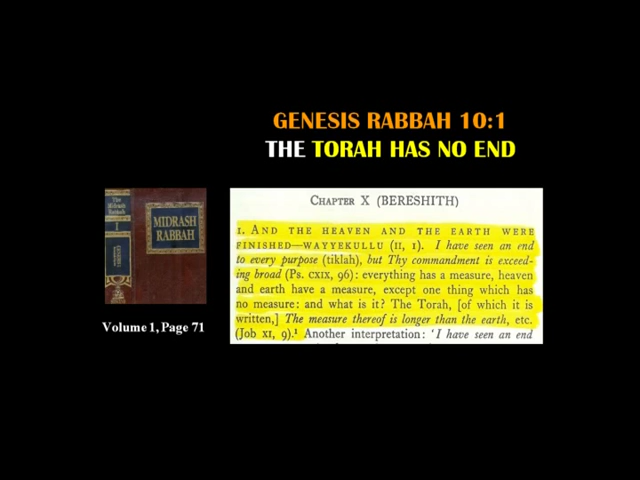 GENESIS RABBAH 10:1
THE TORAH HAS NO END
The
Midrash
Rabbah
I
MIDRASH
RABBAH
Volume 1, Page 71
CHAPTER X (BERESHITH)
1. AND THE HEAVEN AND THE EARTH WERE
FINISHED—WAYYEKULLU (II, 1). I have seen an end
to every purpose (tiklah), but Thy commandment is exceed-
ing broad (Ps. CXIX, 96): everything has a measure, heaven
and earth have a measure, except one thing which has
no measure: and what is it? The Torah, [of which it is
written,] The measure thereof is longer than the earth, etc.
(Job XI, 9).¹ Another interpretation: 'I have seen an end